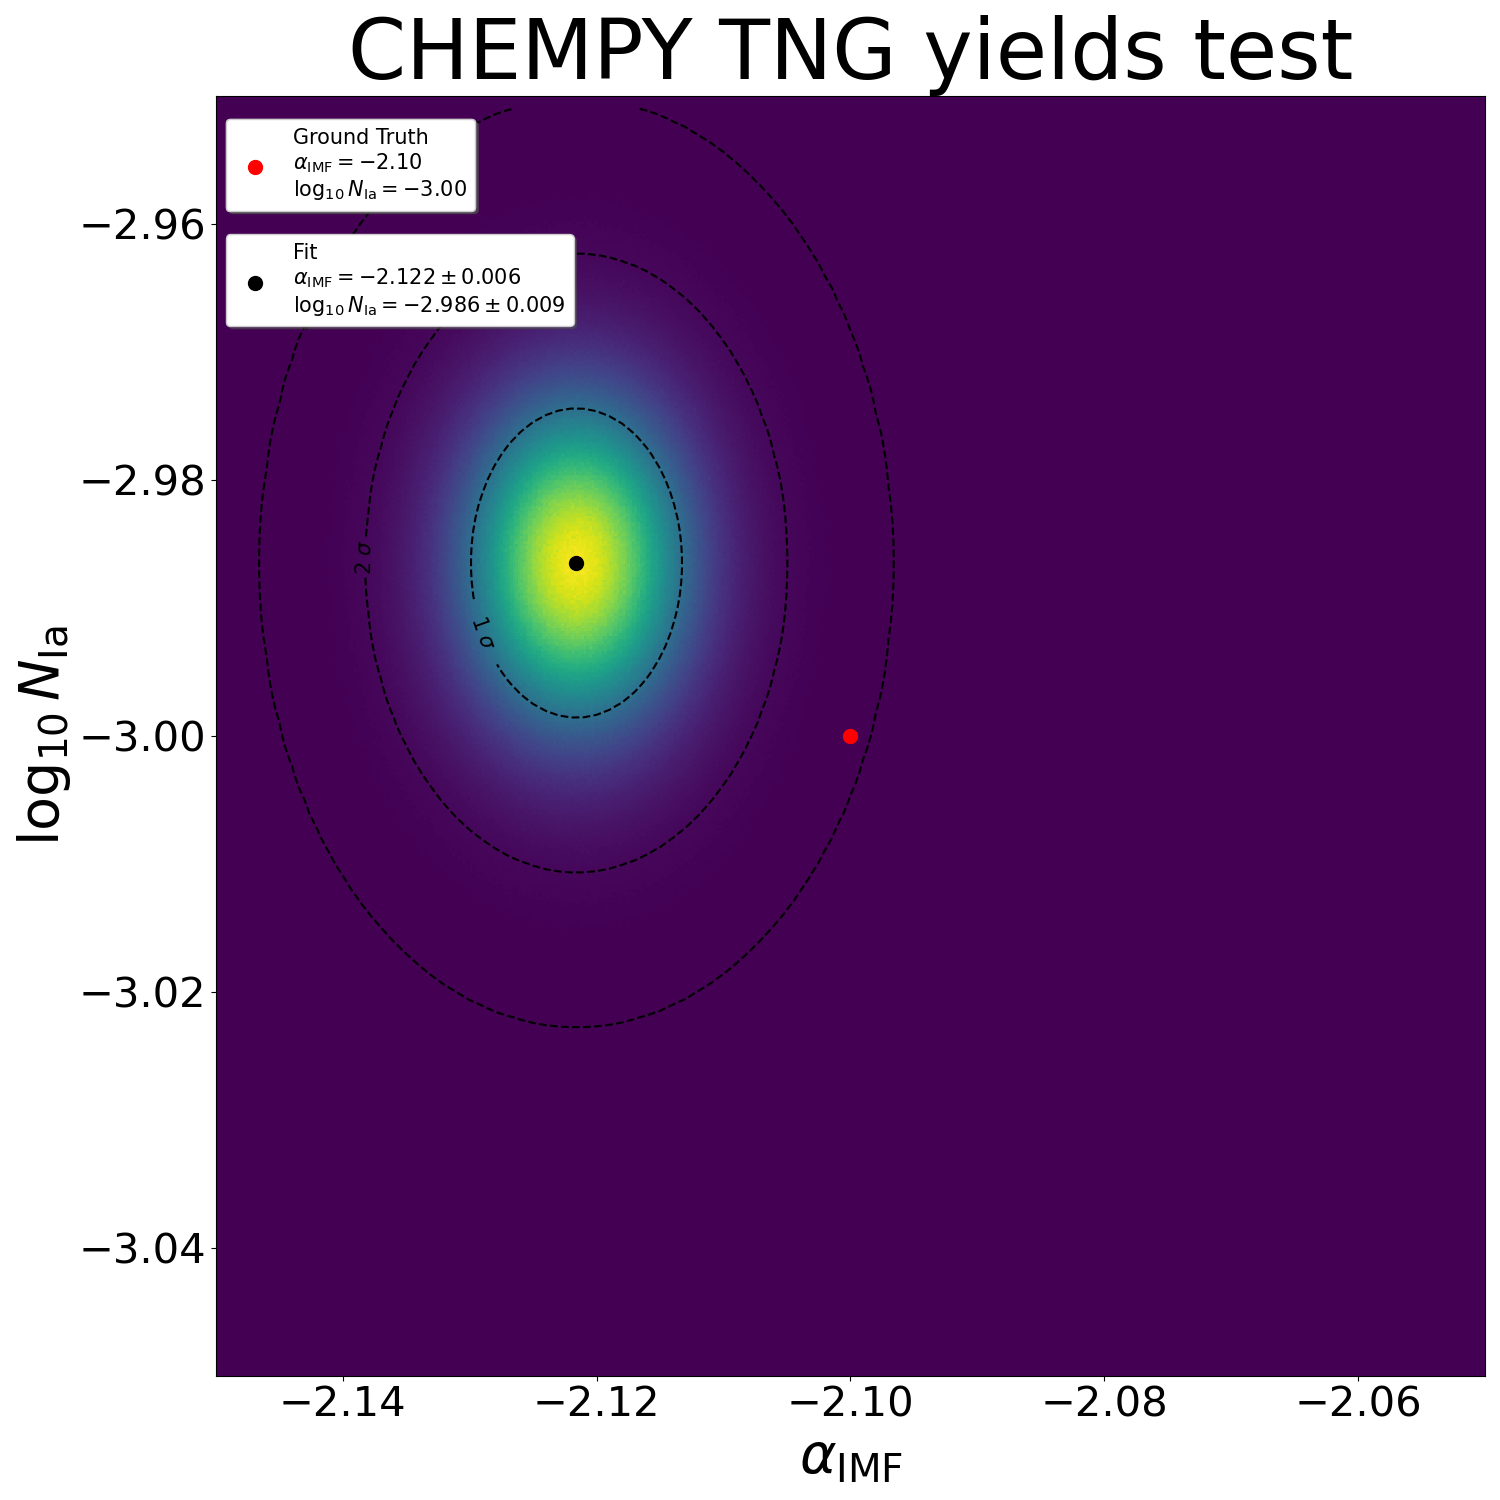 CHEMPY TNG yields test
Ground Truth
α_IMF = −2.10
log₁₀ N_Ia = −3.00
Fit
α_IMF = −2.122 ± 0.006
log₁₀ N_Ia = −2.986 ± 0.009
2 σ
1 σ
log₁₀ N_Ia
−2.96
−2.98
−3.00
−3.02
−3.04
−2.14
−2.12
−2.10
−2.08
−2.06
α_IMF